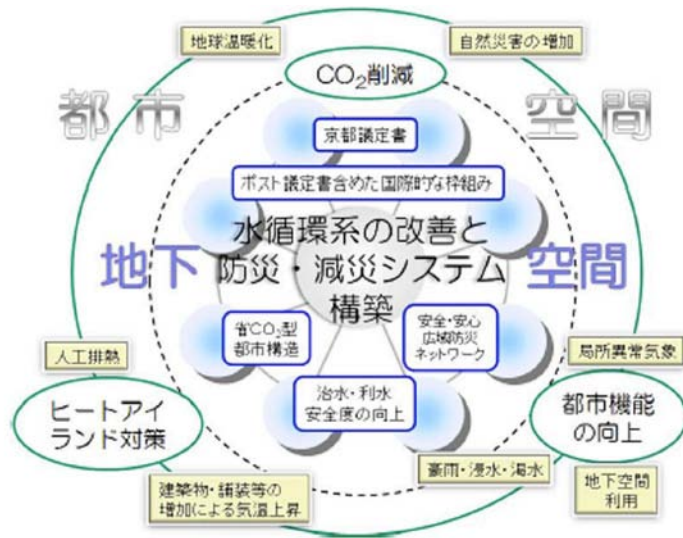 地球温暖化
自然災害の増加
CO₂削減
都市
空間
京都議定書
ポスト議定書含めた国際的な枠組み
水循環系の改善と
防災・減災システム
構築
地下
空間
省CO₂型
都市構造
安全・安心
広域防災
ネットワーク
治水・利水
安全度の向上
人工排熱
局所異常気象
ヒートアイ
ランド対策
都市機能
の向上
豪雨・浸水・渇水
建築物・舗装等の
増加による気温上昇
地下空間
利用